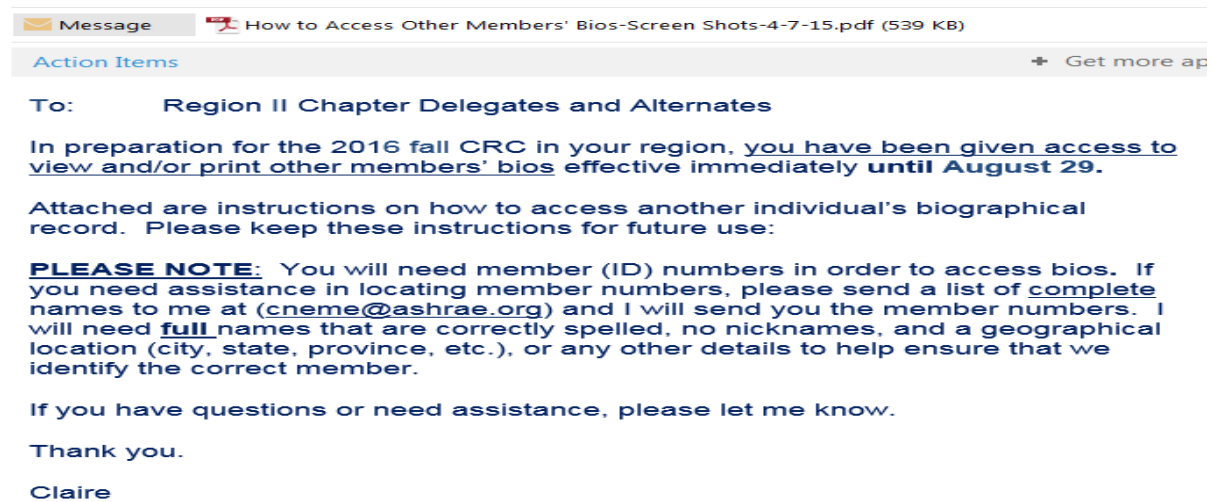 Message How to Access Other Members' Bios-Screen Shots-4-7-15.pdf (539 KB)
Action Items + Get more ap
To: Region II Chapter Delegates and Alternates
In preparation for the 2016 fall CRC in your region, you have been given access to
view and/or print other members' bios effective immediately until August 29.
Attached are instructions on how to access another individual's biographical
record. Please keep these instructions for future use:
PLEASE NOTE: You will need member (ID) numbers in order to access bios. If
you need assistance in locating member numbers, please send a list of complete
names to me at (cneme@ashrae.org) and I will send you the member numbers. I
will need full names that are correctly spelled, no nicknames, and a geographical
location (city, state, province, etc.), or any other details to help ensure that we
identify the correct member.
If you have questions or need assistance, please let me know.
Thank you.
Claire